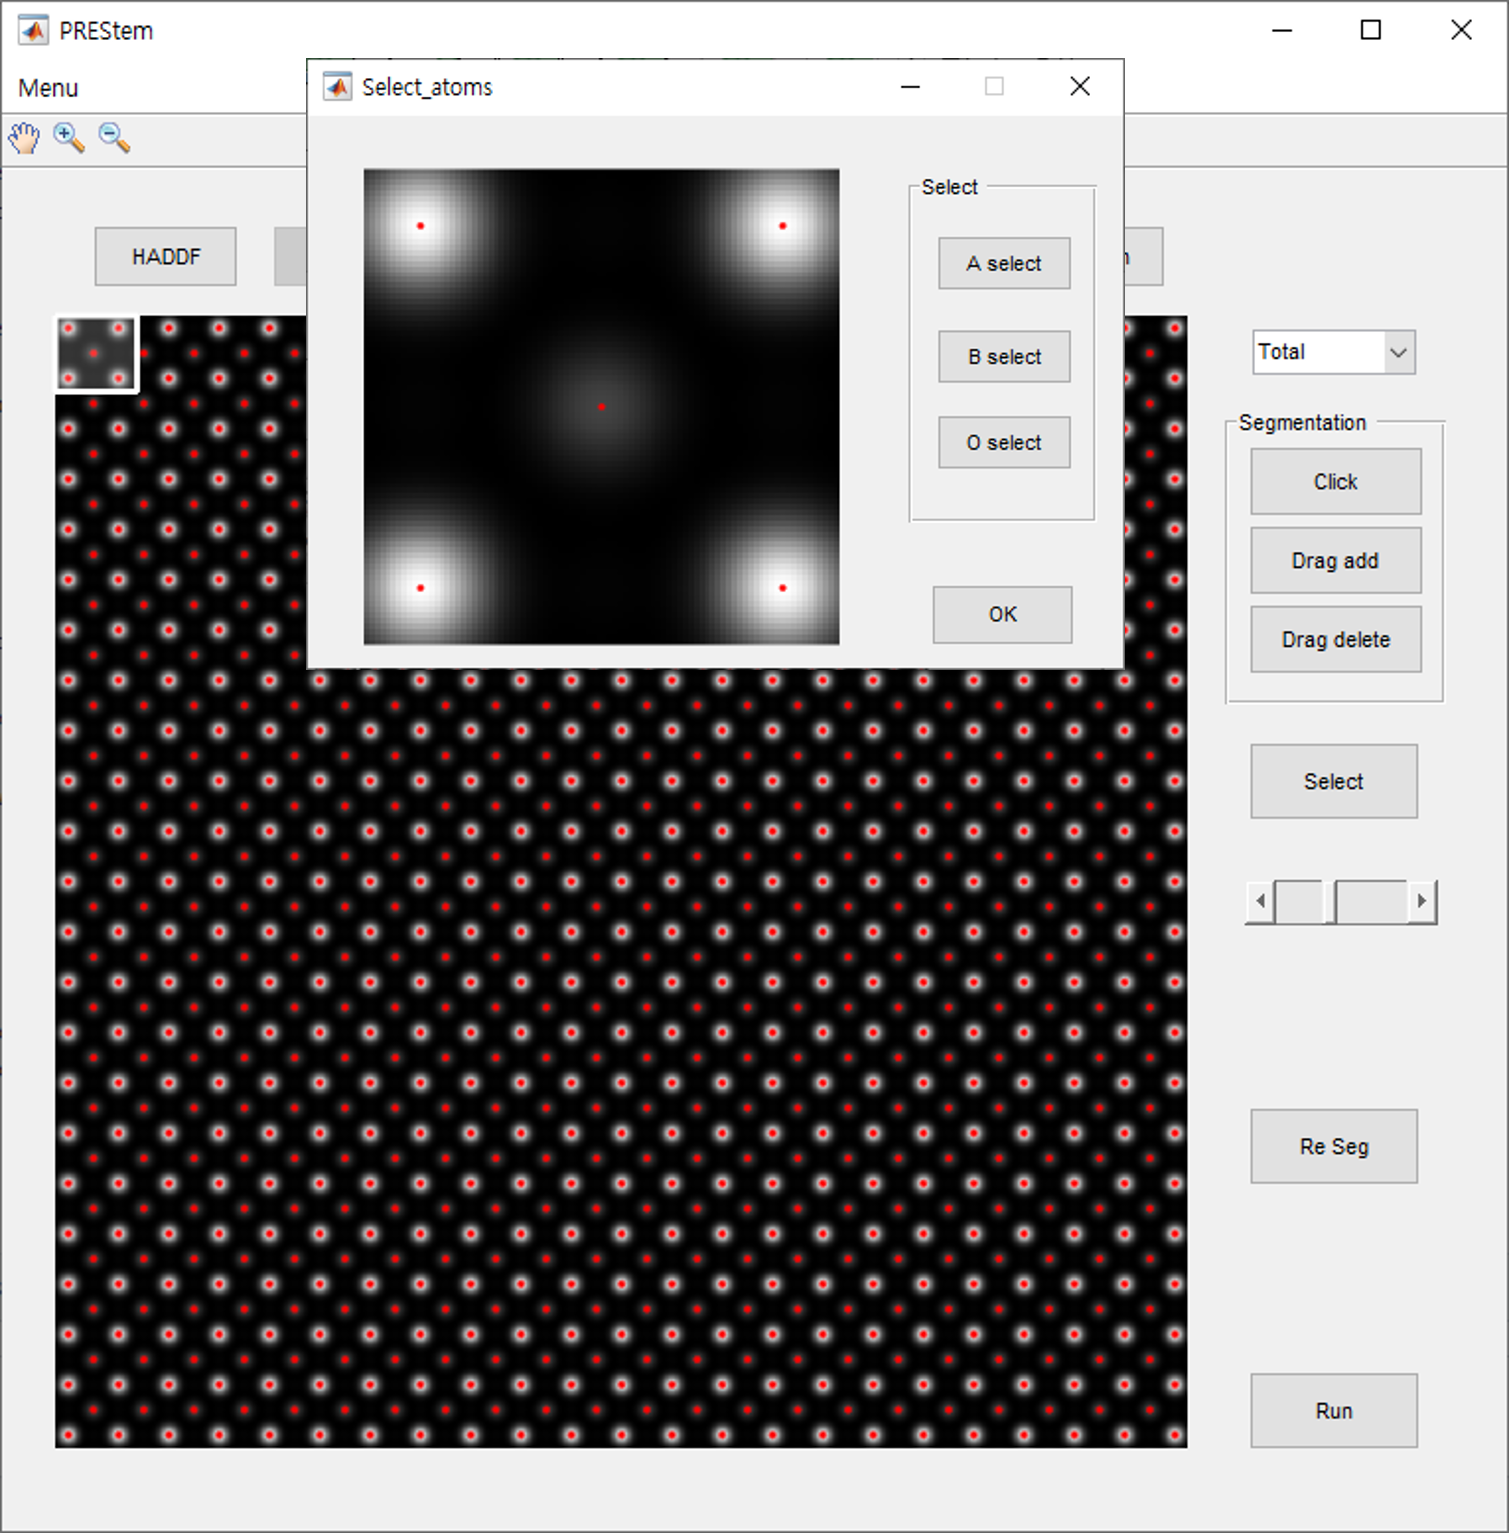 PREStem
Menu
Select_atoms
Select
A select
B select
O select
OK
HADDF
Total
Segmentation
Click
Drag add
Drag delete
Select
Re Seg
Run